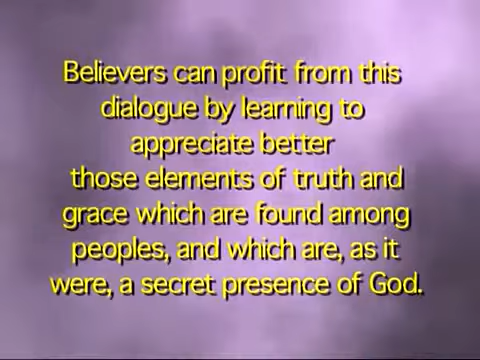 Believers can profit from this
dialogue by learning to
appreciate better
those elements of truth and
grace which are found among
peoples, and which are, as it
were, a secret presence of God.